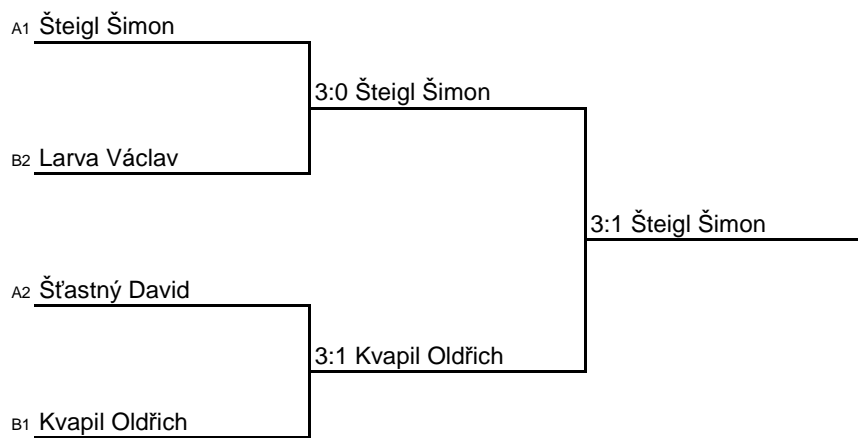 A1 Šteigl Šimon
3:0 Šteigl Šimon
B2 Larva Václav
3:1 Šteigl Šimon
A2 Šťastný David
3:1 Kvapil Oldřich
B1 Kvapil Oldřich